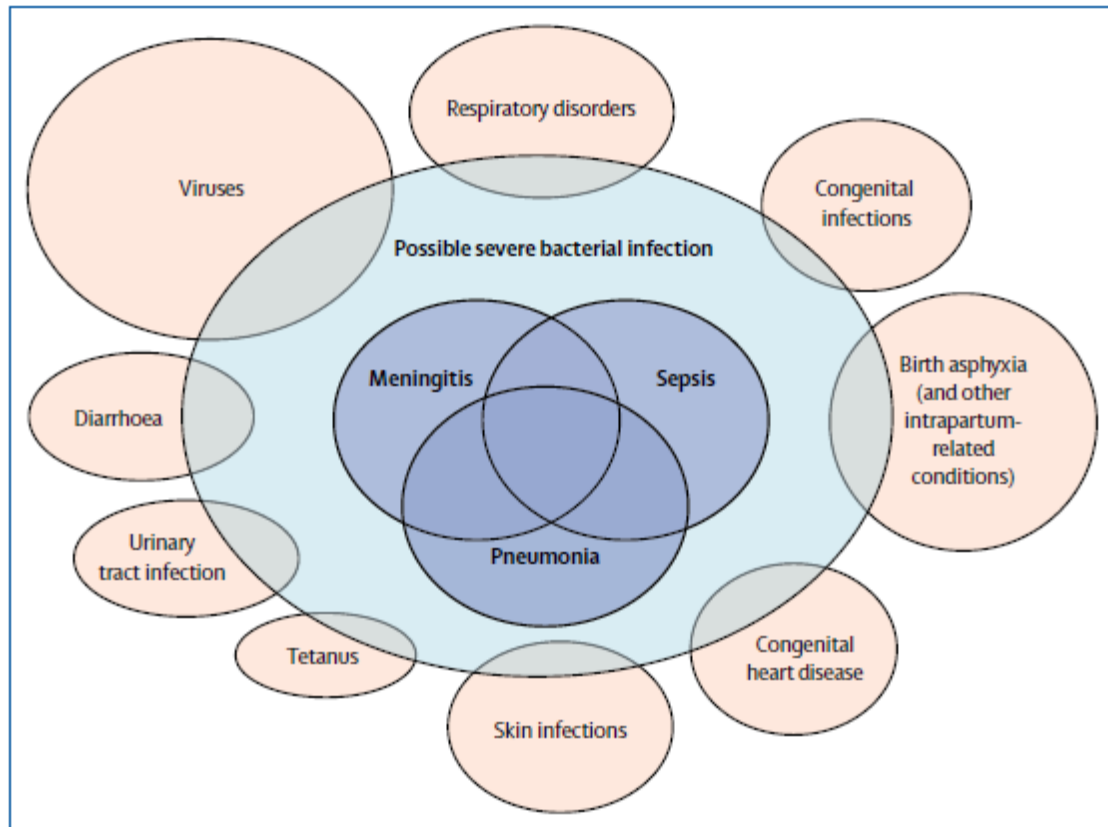 Respiratory disorders
Viruses
Congenital
infections
Possible severe bacterial infection
Meningitis
Sepsis
Birth asphyxia
(and other
intrapartum-
related
conditions)
Diarrhoea
Urinary
tract infection
Pneumonia
Tetanus
Congenital
heart disease
Skin infections